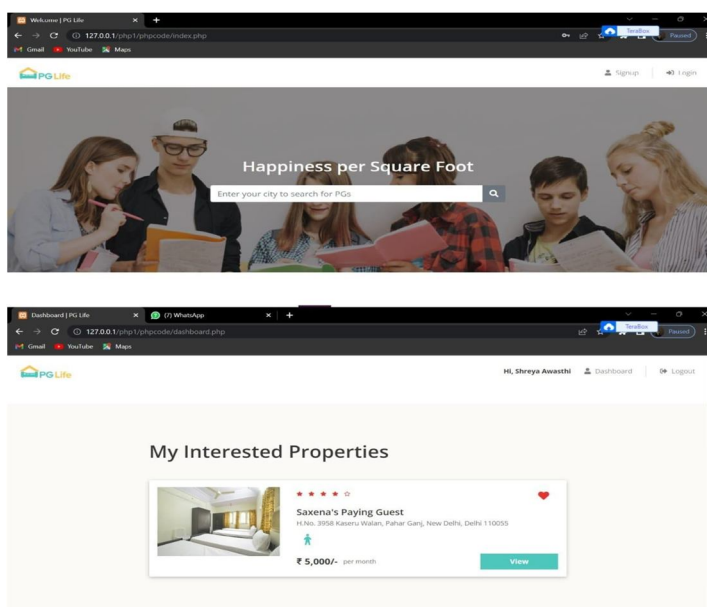 Welcome | PG Life
127.0.0.1/php1/phpcode/index.php
TeraBox
Paused
Gmail YouTube Maps
PG Life
Signup Login
Happiness per Square Foot
Enter your city to search for PGs
Dashboard | PG Life (7) WhatsApp
127.0.0.1/php1/phpcode/dashboard.php
TeraBox
Paused
Gmail YouTube Maps
PG Life
Hi, Shreya Awasthi Dashboard Logout
My Interested Properties
Saxena's Paying Guest
H.No. 3958 Kaseru Walan, Pahar Ganj, New Delhi, Delhi 110055
₹ 5,000/- per month
View